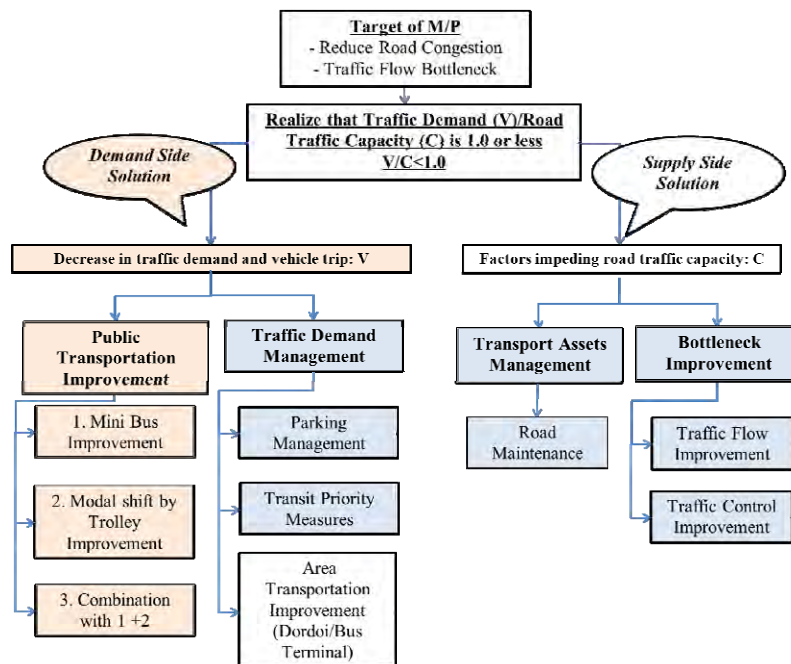 Target of M/P
- Reduce Road Congestion
- Traffic Flow Bottleneck
Realize that Traffic Demand (V)/Road
Traffic Capacity (C) is 1.0 or less
V/C<1.0
Demand Side
Solution
Supply Side
Solution
Decrease in traffic demand and vehicle trip: V
Factors impeding road traffic capacity: C
Public
Transportation
Improvement
Traffic Demand
Management
Transport Assets
Management
Bottleneck
Improvement
1. Mini Bus
Improvement
Parking
Management
Road
Maintenance
Traffic Flow
Improvement
2. Modal shift by
Trolley
Improvement
Transit Priority
Measures
Traffic Control
Improvement
3. Combination
with 1 +2
Area
Transportation
Improvement
(Dordoi/Bus
Terminal)